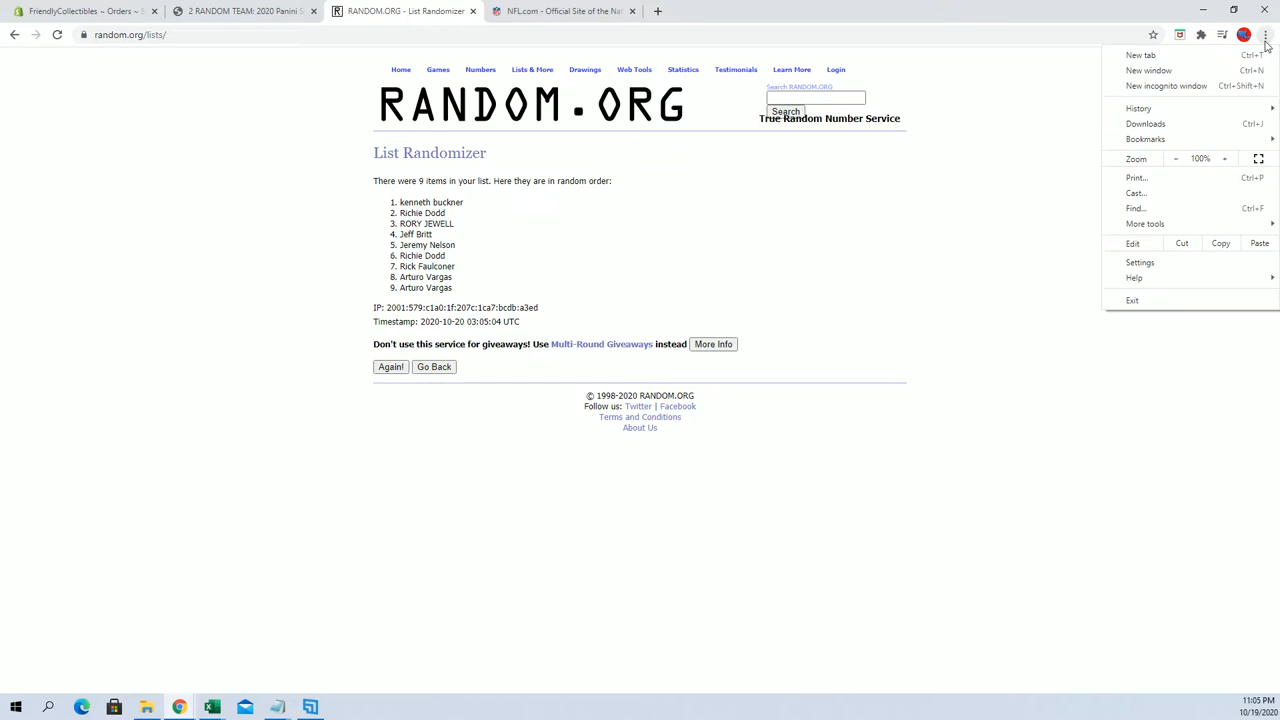 FriendlyCollectibles ~ Orders ~ S
2 RANDOM TEAM: 2020 Panini S
RANDOM.ORG - List Randomizer
NFL.com - Official Site of the Nat
random.org/lists/
Home Games Numbers Lists & More Drawings Web Tools Statistics Testimonials Learn More Login
RANDOM.ORG
Search RANDOM.ORG
Search
True Random Number Service
List Randomizer
There were 9 items in your list. Here they are in random order:
1. kenneth buckner
2. Richie Dodd
3. RORY JEWELL
4. Jeff Britt
5. Jeremy Nelson
6. Richie Dodd
7. Rick Faulconer
8. Arturo Vargas
9. Arturo Vargas
IP: 2001:579:c1a0:1f:207c:1ca7:bcdb:a3ed
Timestamp: 2020-10-20 03:05:04 UTC
Don't use this service for giveaways! Use Multi-Round Giveaways instead More Info
Again! Go Back
© 1998-2020 RANDOM.ORG
Follow us: Twitter | Facebook
Terms and Conditions
About Us
New tab Ctrl+T
New window Ctrl+N
New incognito window Ctrl+Shift+N
History
Downloads Ctrl+J
Bookmarks
Zoom - 100% +
Print... Ctrl+P
Cast...
Find... Ctrl+F
More tools
Edit Cut Copy Paste
Settings
Help
Exit
11:05 PM
10/19/2020